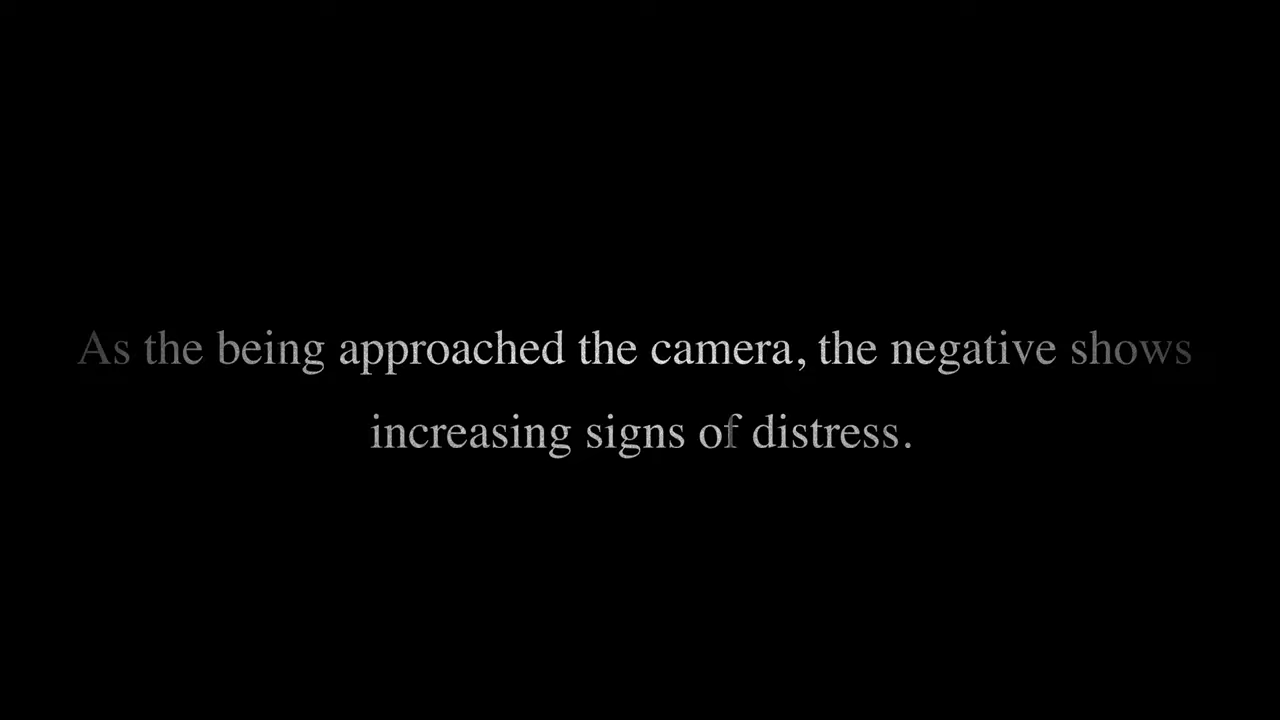 As the being approached the camera, the negative shows
increasing signs of distress.